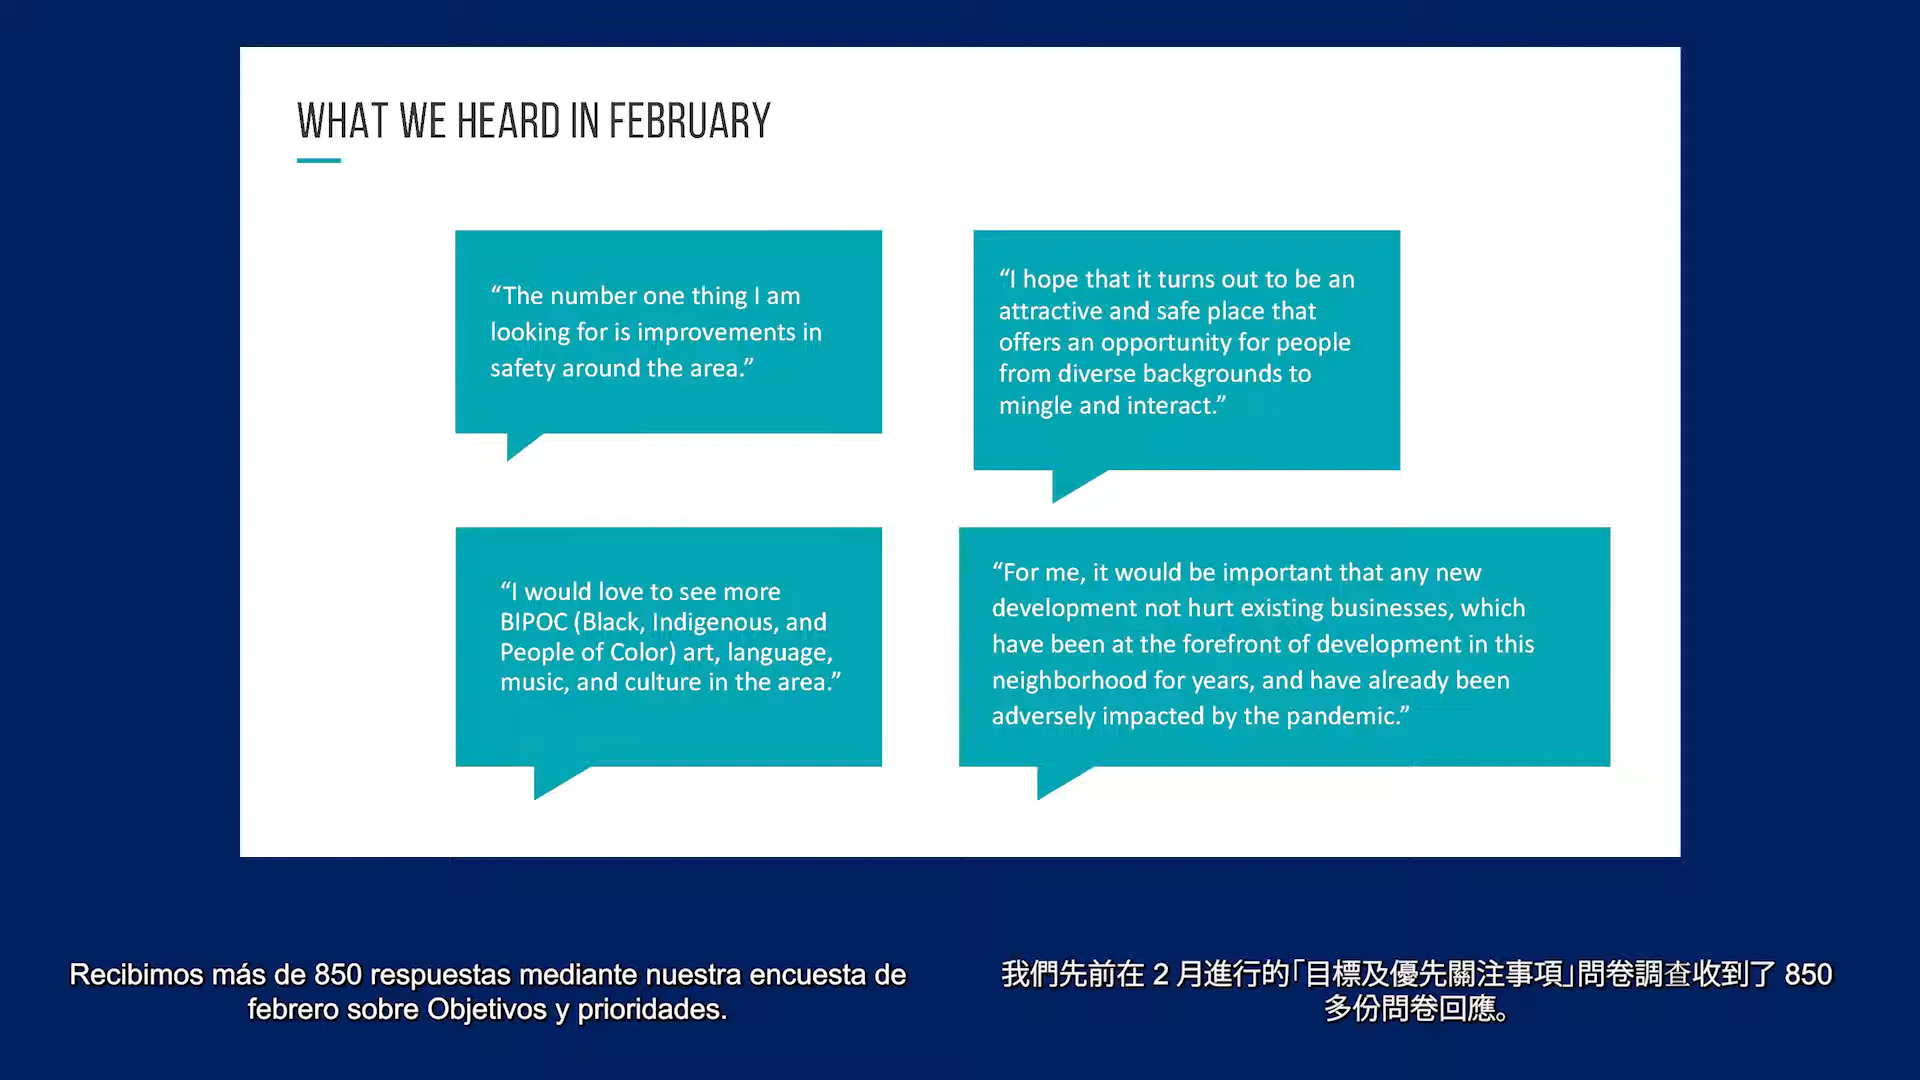 WHAT WE HEARD IN FEBRUARY
“The number one thing I am
looking for is improvements in
safety around the area.”
“I hope that it turns out to be an
attractive and safe place that
offers an opportunity for people
from diverse backgrounds to
mingle and interact.”
“I would love to see more
BIPOC (Black, Indigenous, and
People of Color) art, language,
music, and culture in the area.”
“For me, it would be important that any new
development not hurt existing businesses, which
have been at the forefront of development in this
neighborhood for years, and have already been
adversely impacted by the pandemic.”
Recibimos más de 850 respuestas mediante nuestra encuesta de
febrero sobre Objetivos y prioridades.
我們先前在 2 月進行的｢目標及優先關注事項｣問卷調查收到了 850
多份問卷回應。